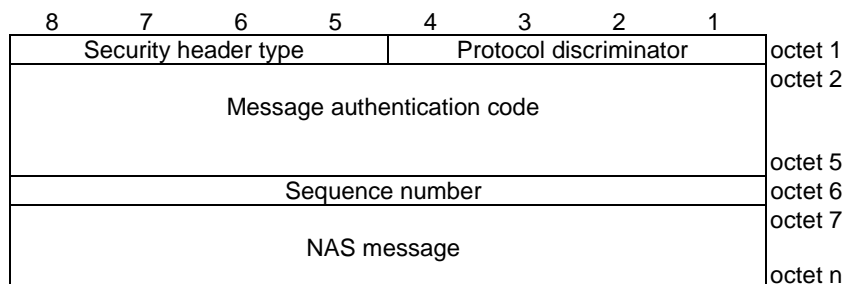 8 7 6 5 4 3 2 1
Security header type Protocol discriminator octet 1
octet 2
Message authentication code
octet 5
Sequence number octet 6
octet 7
NAS message
octet n